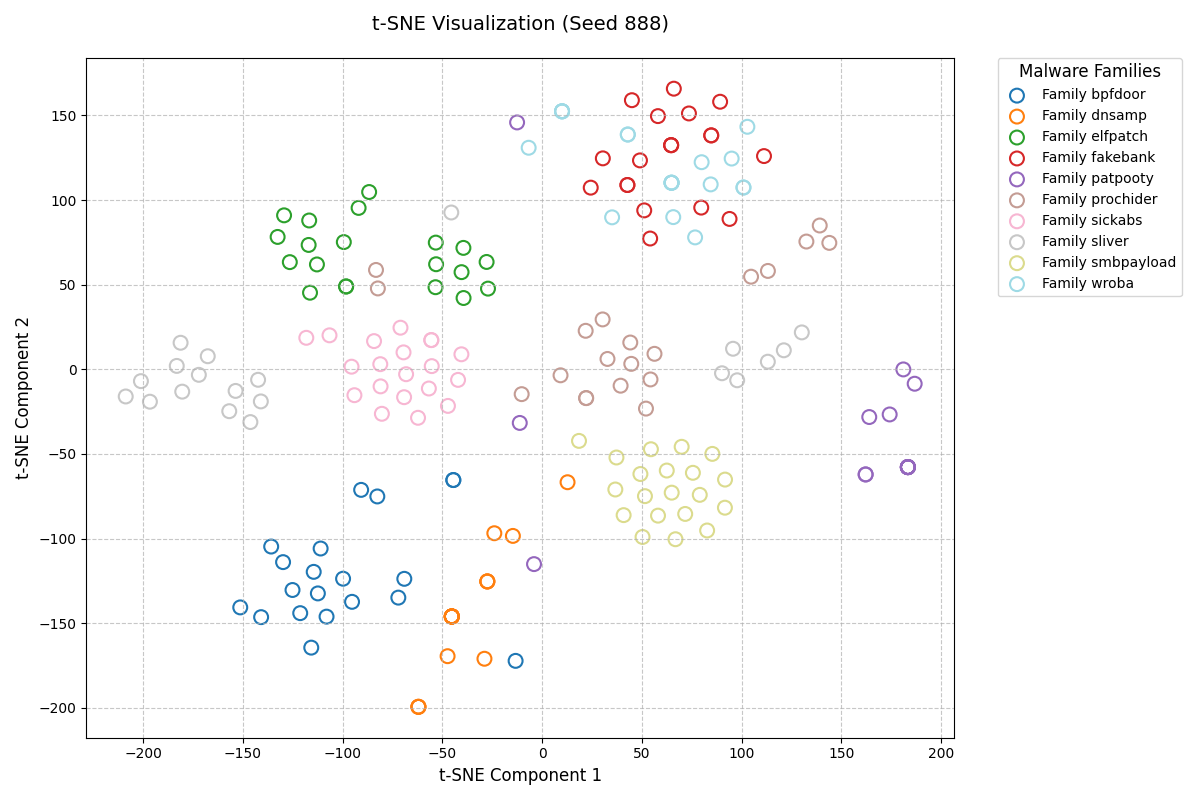 t-SNE Visualization (Seed 888)
Malware Families
Family bpfdoor
Family dnsamp
Family elfpatch
Family fakebank
Family patpooty
Family prochider
Family sickabs
Family sliver
Family smbpayload
Family wroba
t-SNE Component 2
150
100
50
0
−50
−100
−150
−200
−200 −150 −100 −50 0 50 100 150 200
t-SNE Component 1